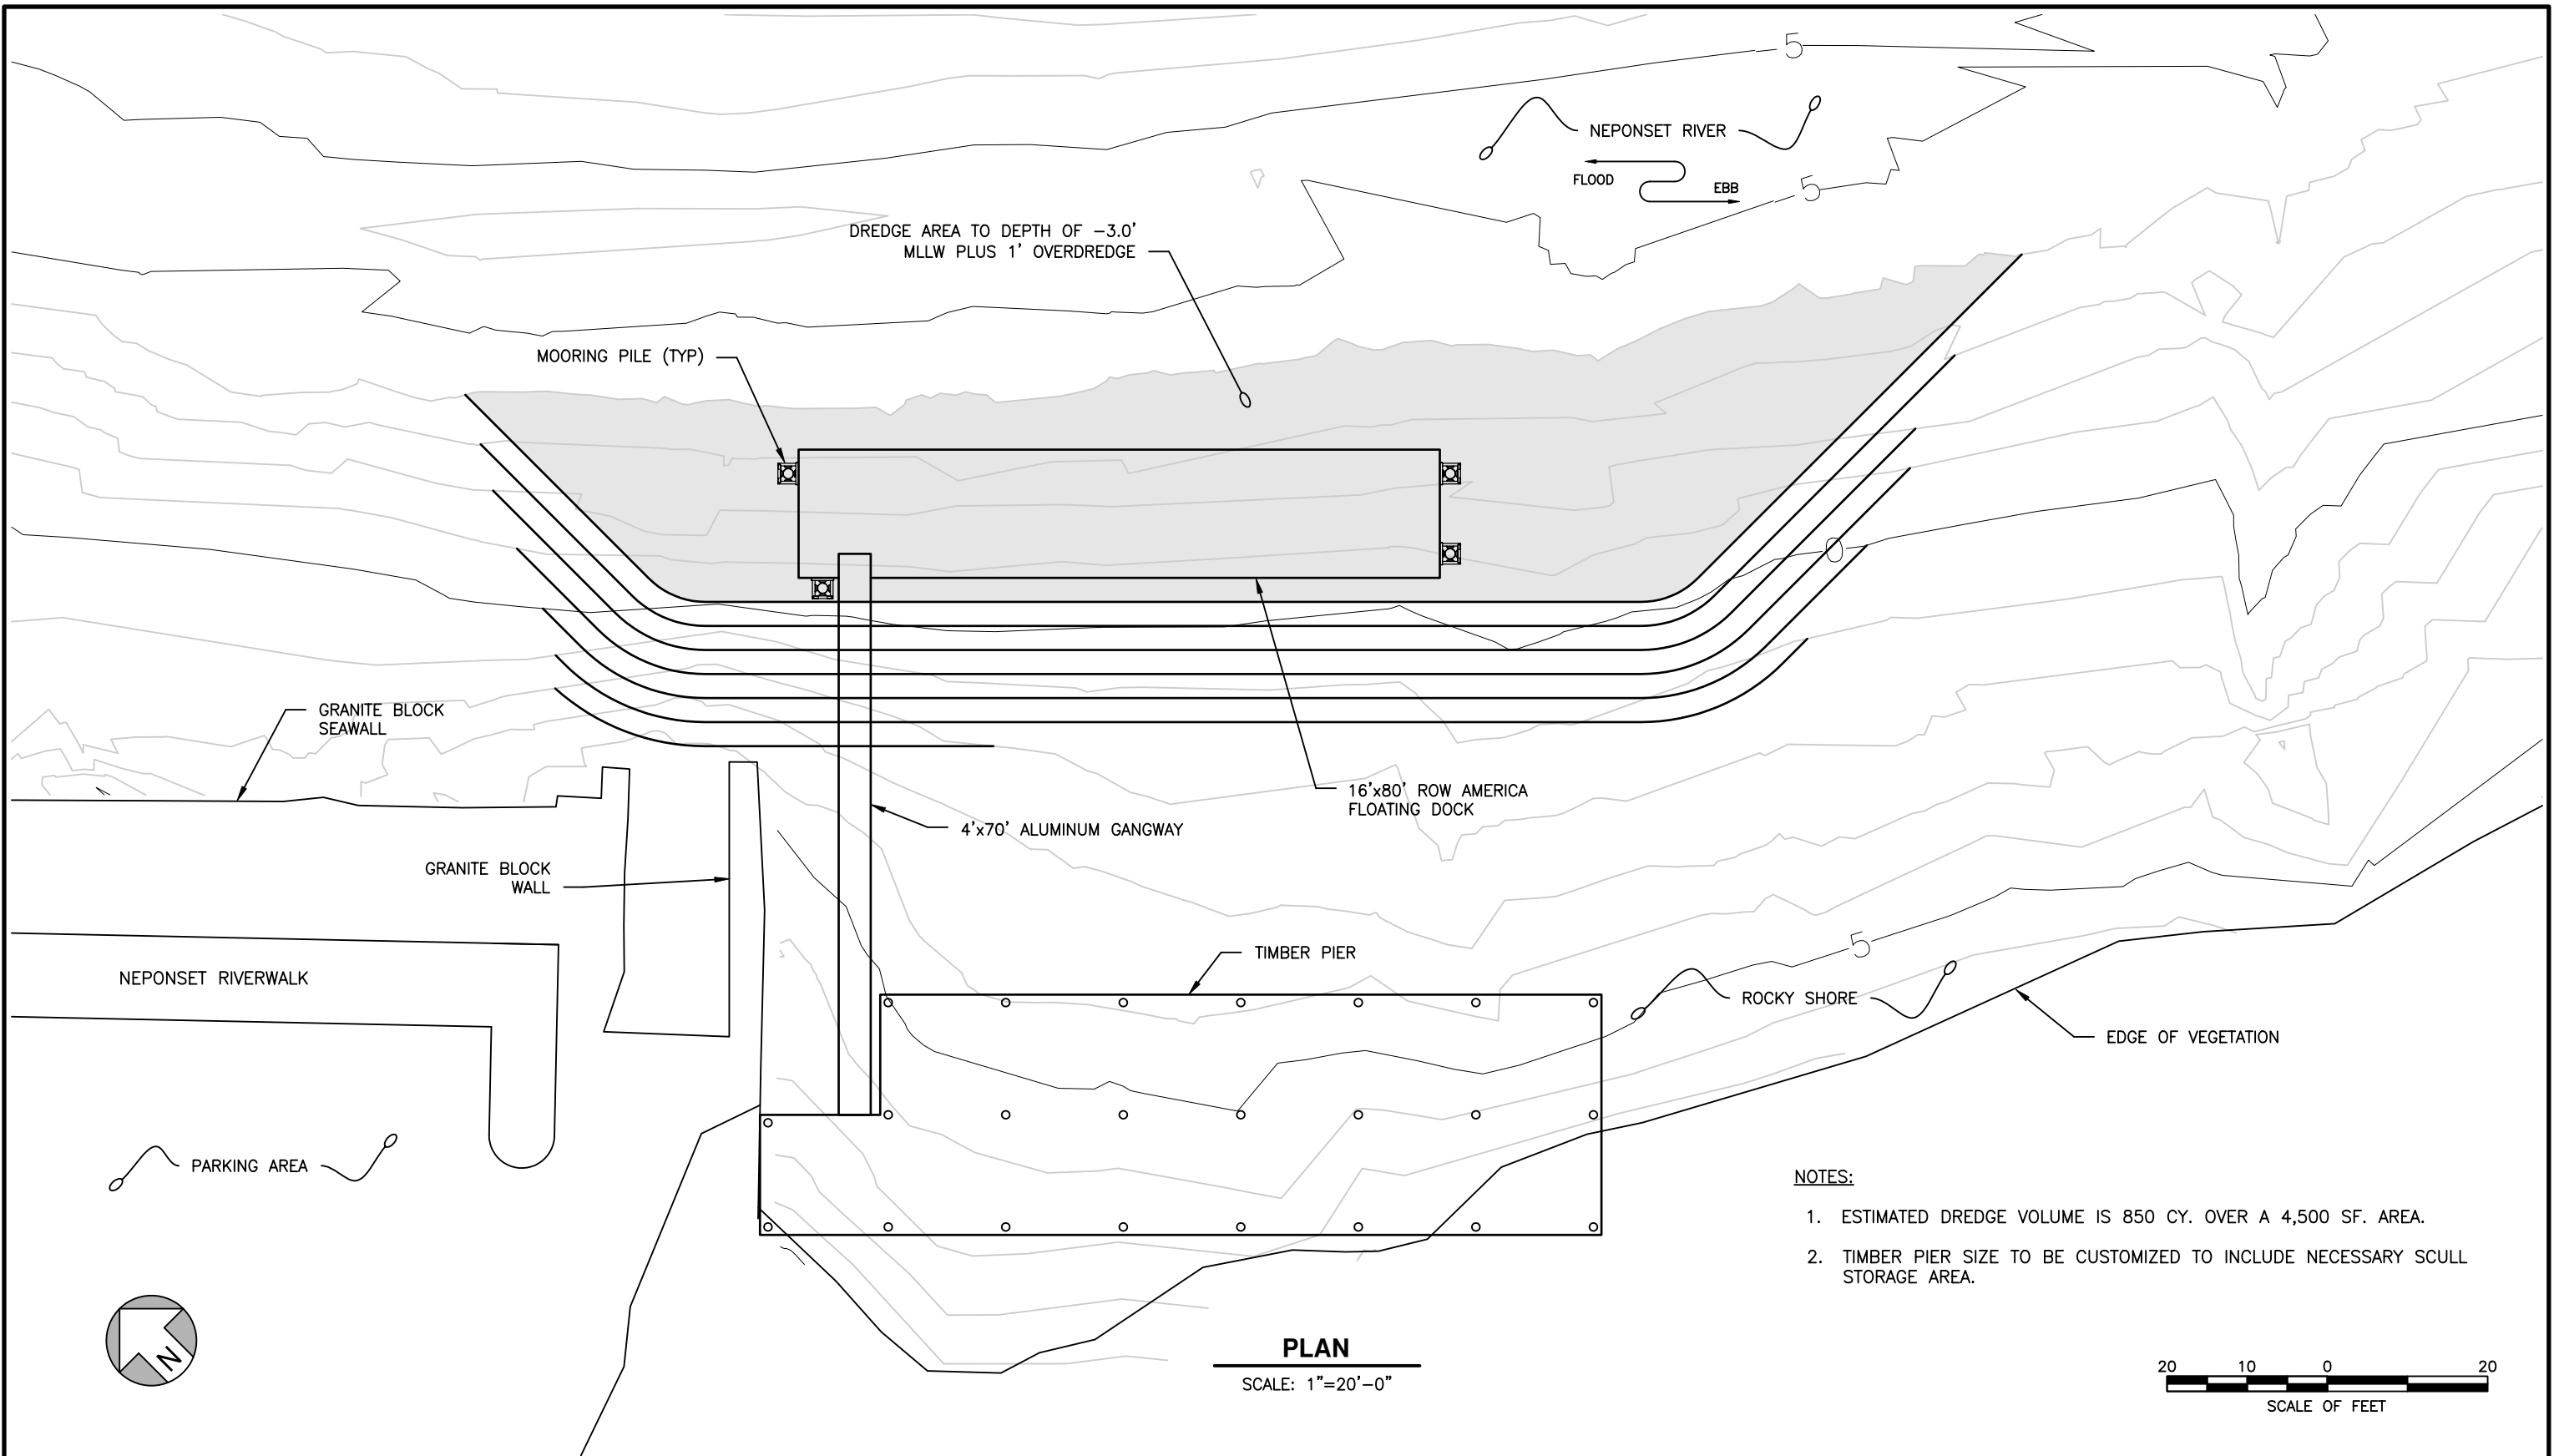 5
NEPONSET RIVER
FLOOD
EBB
5
DREDGE AREA TO DEPTH OF -3.0'
MLLW PLUS 1' OVERDREDGE
MOORING PILE (TYP)
0
GRANITE BLOCK
SEAWALL
16'x80' ROW AMERICA
FLOATING DOCK
4'x70' ALUMINUM GANGWAY
GRANITE BLOCK
WALL
TIMBER PIER
5
NEPONSET RIVERWALK
ROCKY SHORE
EDGE OF VEGETATION
PARKING AREA
NOTES:
1. ESTIMATED DREDGE VOLUME IS 850 CY. OVER A 4,500 SF. AREA.
2. TIMBER PIER SIZE TO BE CUSTOMIZED TO INCLUDE NECESSARY SCULL
STORAGE AREA.
N
PLAN
SCALE: 1"=20'-0"
20 10 0 20
SCALE OF FEET